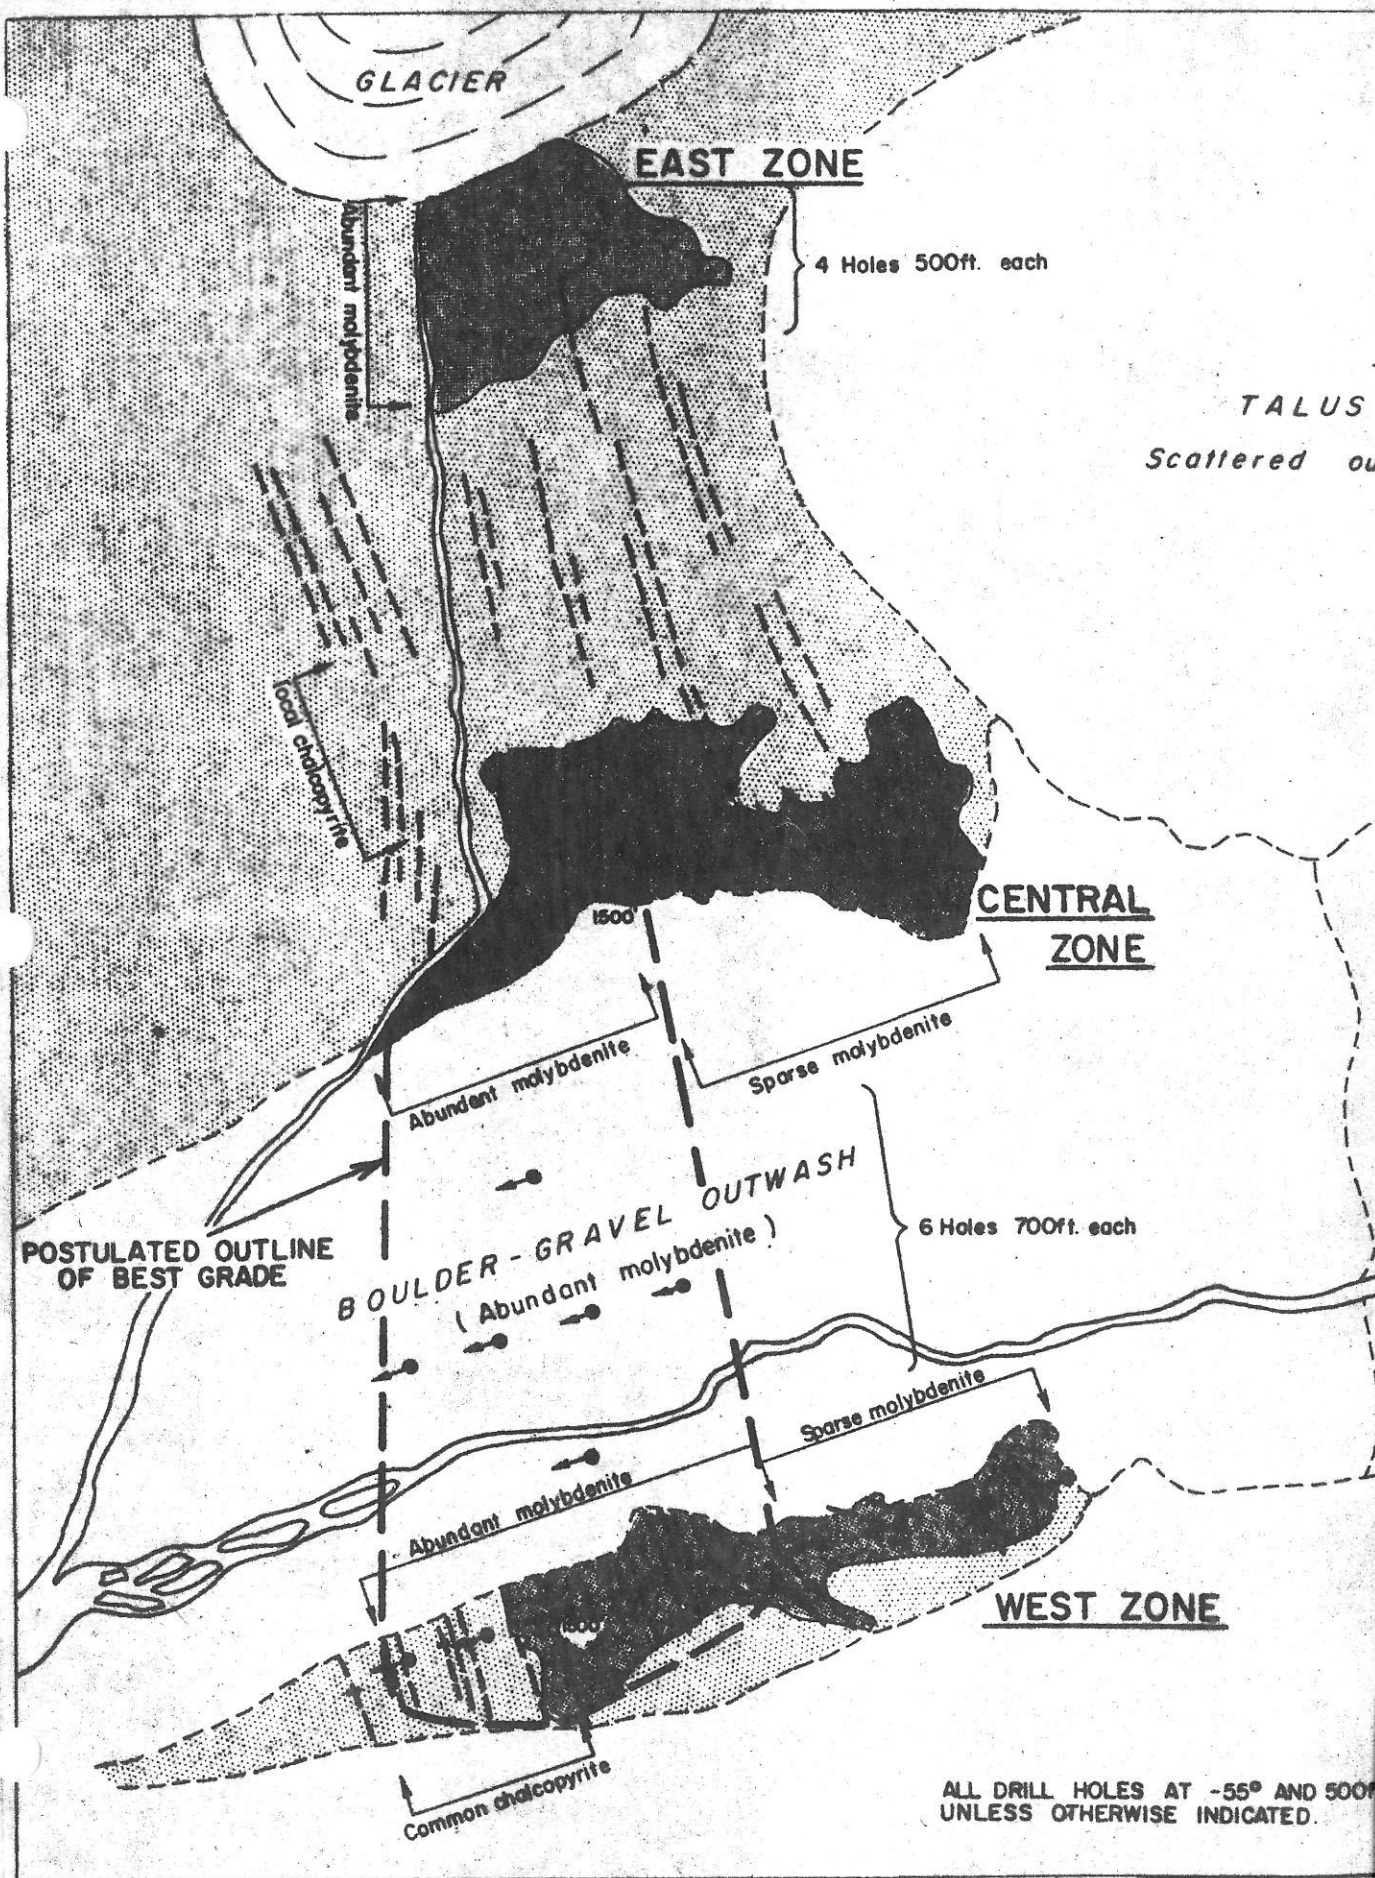 GLACIER
EAST ZONE
4 Holes 500ft. each
Abundant molybdenite
TALUS
Scattered ou
local chalcopyrite
CENTRAL
ZONE
1500'
Abundant molybdenite
Sparse molybdenite
BOULDER-GRAVEL OUTWASH
(Abundant molybdenite)
6 Holes 700ft. each
POSTULATED OUTLINE
OF BEST GRADE
Sparse molybdenite
Abundant molybdenite
WEST ZONE
Common chalcopyrite
ALL DRILL HOLES AT -55° AND 500f
UNLESS OTHERWISE INDICATED.